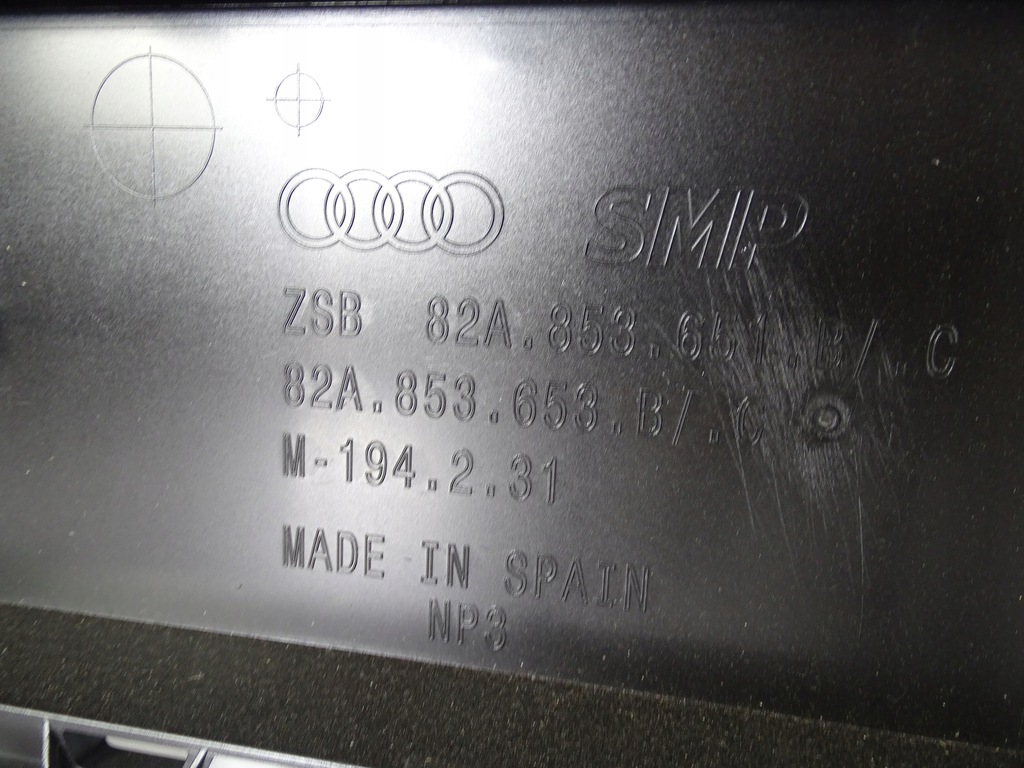 SMP
ZSB 82A.853.651.B/.C
82A.853.653.B/.C
M-194.2.31
MADE IN SPAIN
NP3